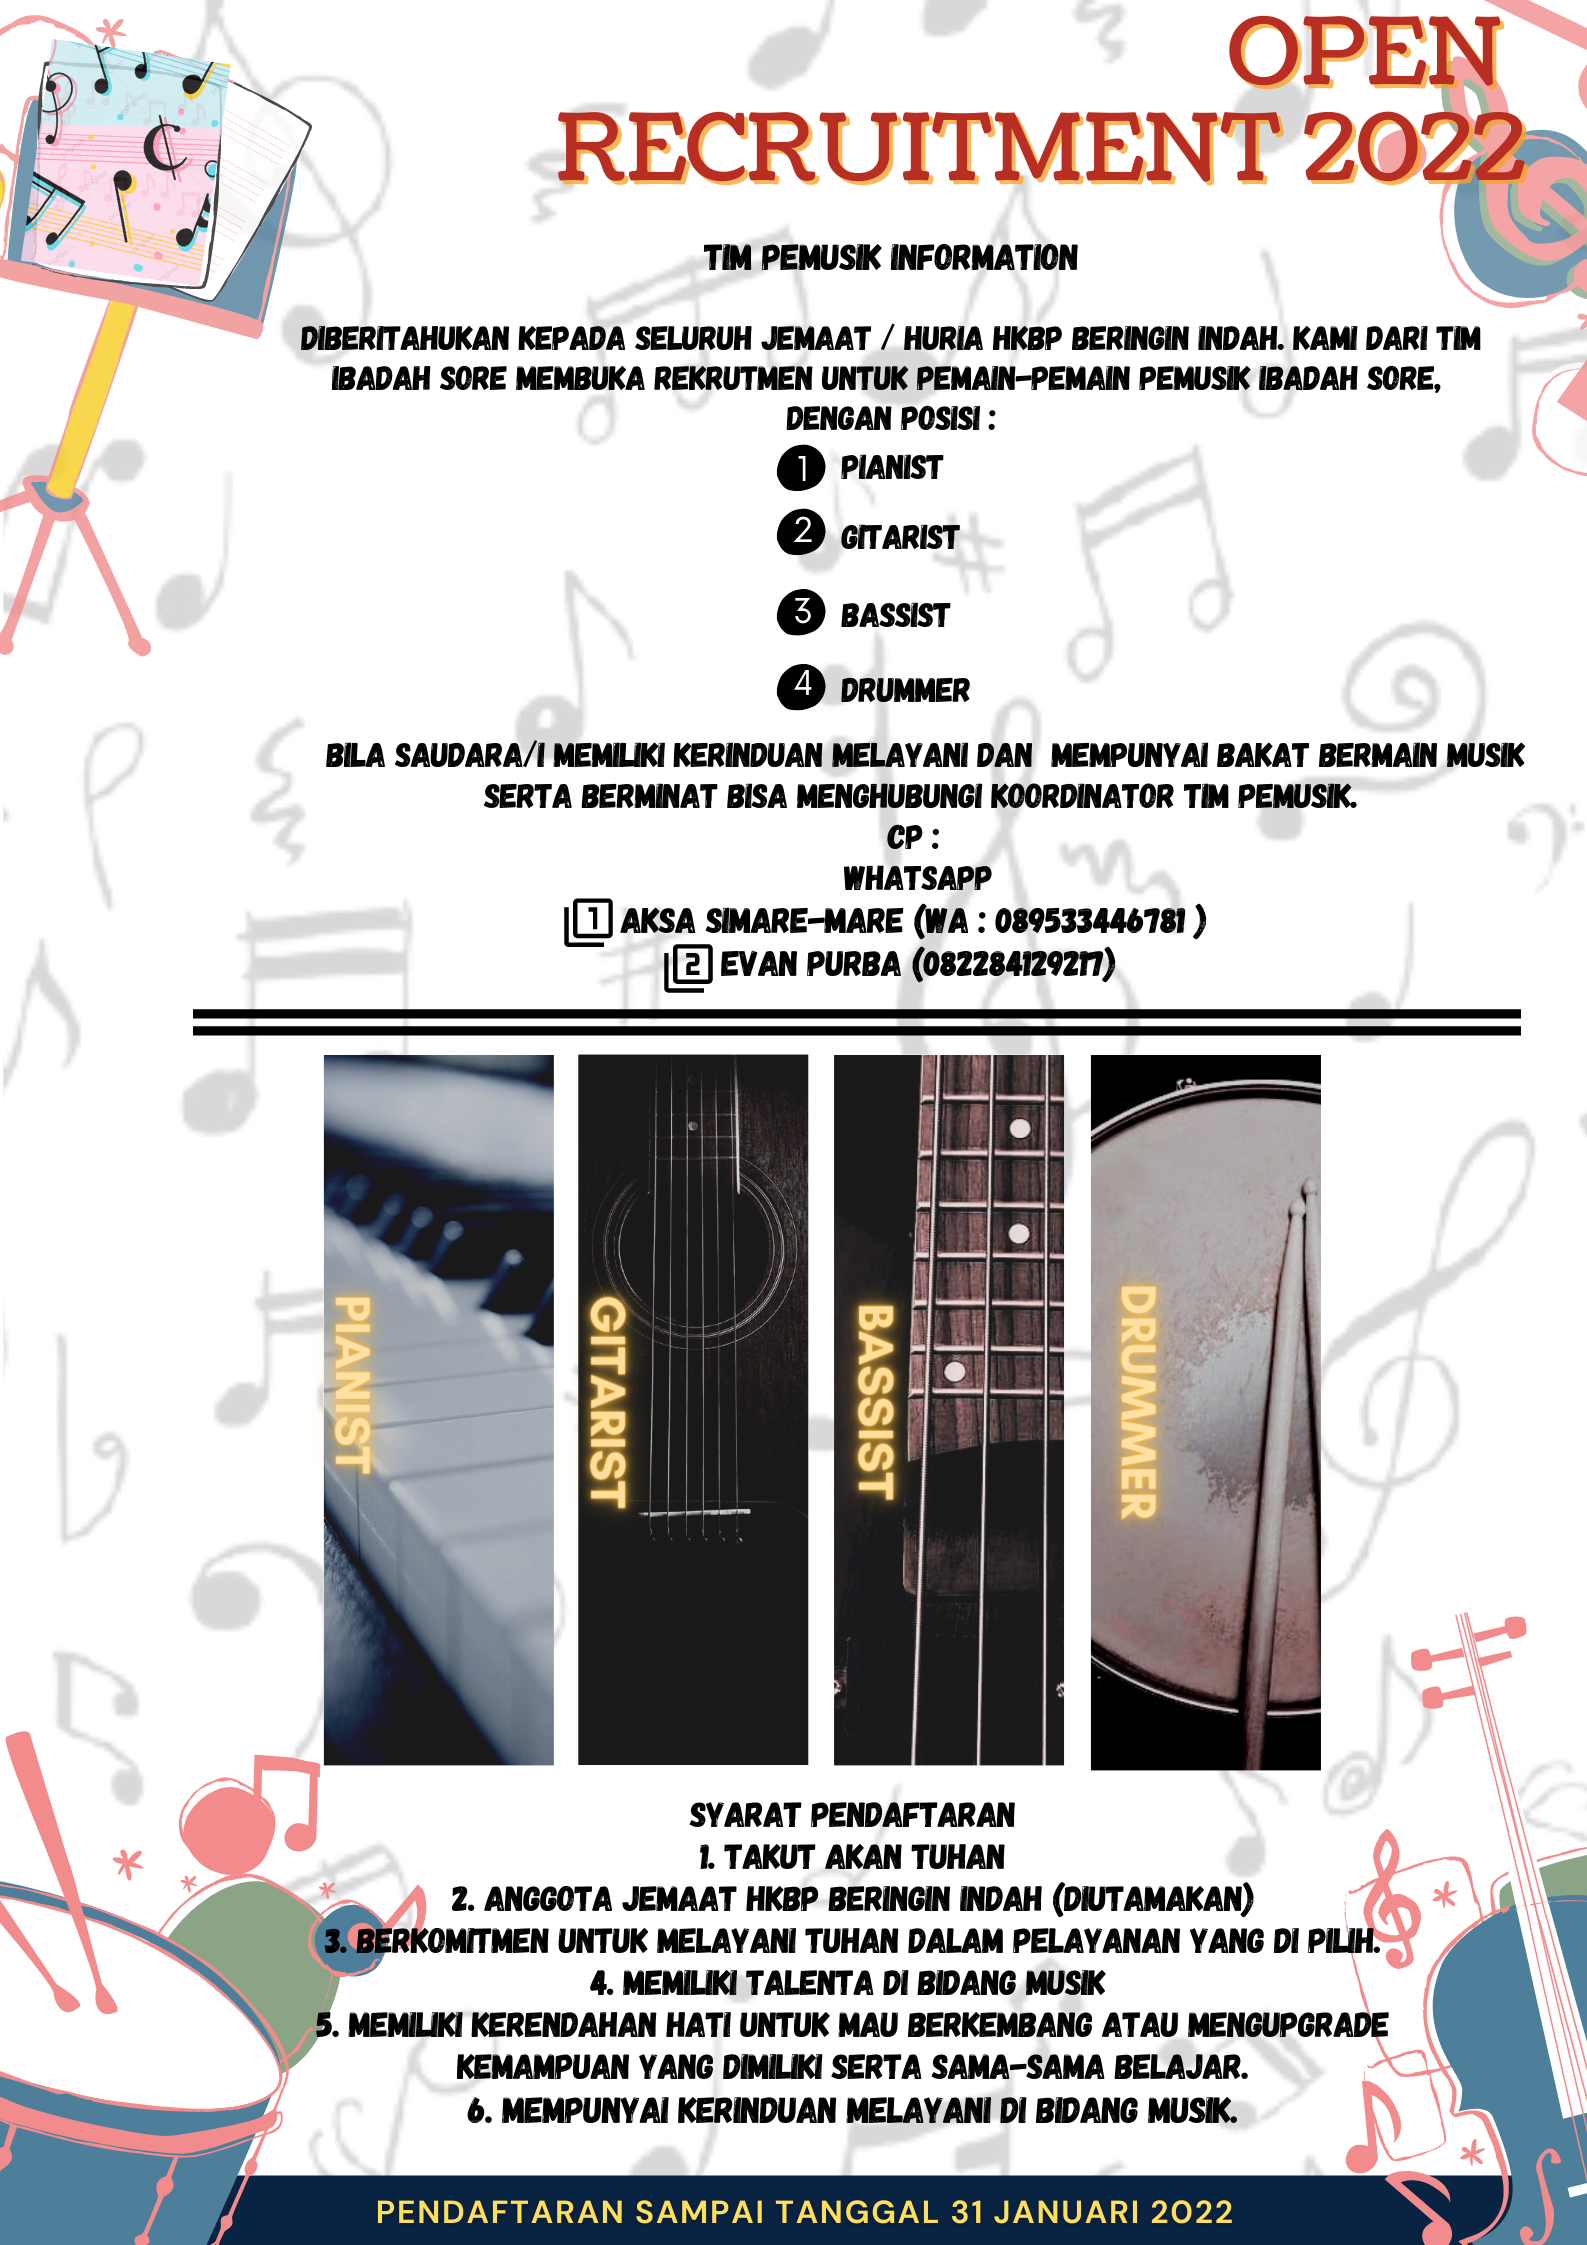 OPEN
RECRUITMENT 2022
TIM PEMUSIK INFORMATION
DIBERITAHUKAN KEPADA SELURUH JEMAAT / HURIA HKBP BERINGIN INDAH. KAMI DARI TIM
IBADAH SORE MEMBUKA REKRUTMEN UNTUK PEMAIN-PEMAIN PEMUSIK IBADAH SORE,
DENGAN POSISI :
1 PIANIST
2 GITARIST
3 BASSIST
4 DRUMMER
BILA SAUDARA/I MEMILIKI KERINDUAN MELAYANI DAN MEMPUNYAI BAKAT BERMAIN MUSIK
SERTA BERMINAT BISA MENGHUBUNGI KOORDINATOR TIM PEMUSIK.
CP :
WHATSAPP
1 AKSA SIMARE-MARE (WA : 089533446781 )
2 EVAN PURBA (082284129217)
PIANIST
GITARIST
BASSIST
DRUMMER
SYARAT PENDAFTARAN
1. TAKUT AKAN TUHAN
2. ANGGOTA JEMAAT HKBP BERINGIN INDAH (DIUTAMAKAN)
3. BERKOMITMEN UNTUK MELAYANI TUHAN DALAM PELAYANAN YANG DI PILIH.
4. MEMILIKI TALENTA DI BIDANG MUSIK
5. MEMILIKI KERENDAHAN HATI UNTUK MAU BERKEMBANG ATAU MENGUPGRADE
KEMAMPUAN YANG DIMILIKI SERTA SAMA-SAMA BELAJAR.
6. MEMPUNYAI KERINDUAN MELAYANI DI BIDANG MUSIK.
PENDAFTARAN SAMPAI TANGGAL 31 JANUARI 2022